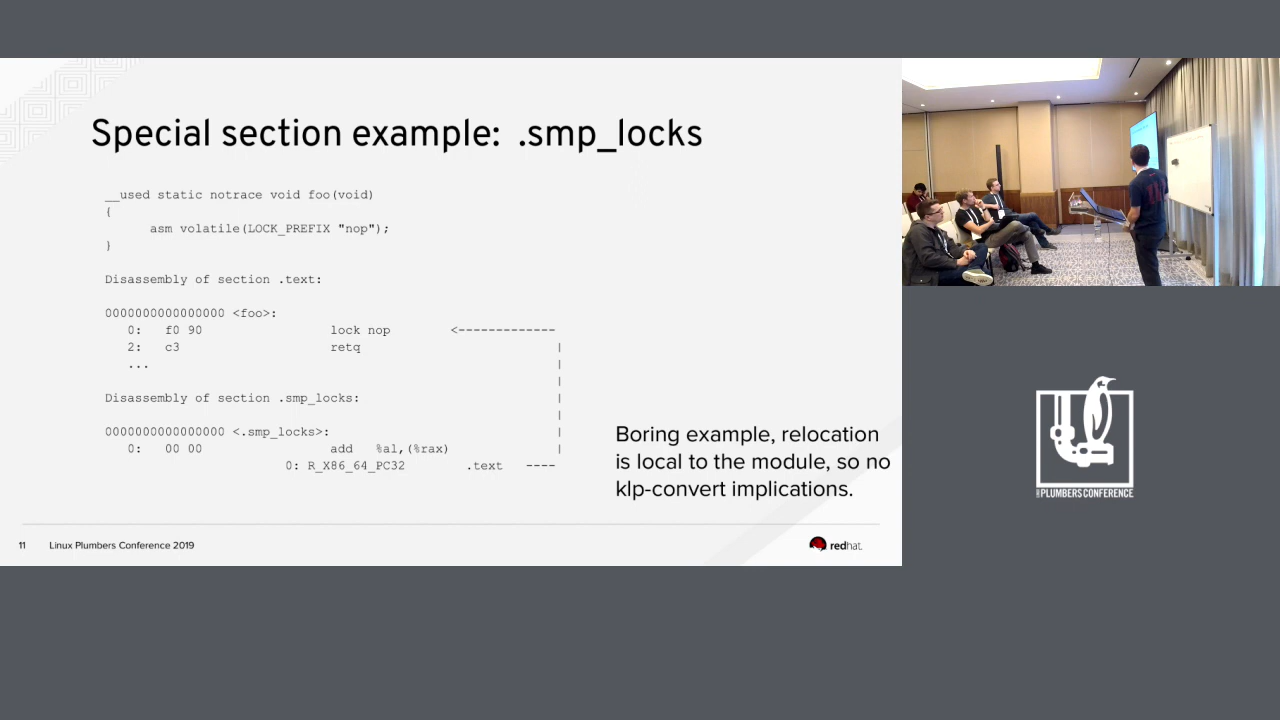 Special section example: .smp_locks
__used static notrace void foo(void)
{
asm volatile(LOCK_PREFIX "nop");
}
Disassembly of section .text:
0000000000000000 <foo>:
0: f0 90 lock nop <-------------
2: c3 retq |
... |
|
Disassembly of section .smp_locks: |
|
0000000000000000 <.smp_locks>: |
0: 00 00 add %al,(%rax) |
0: R_X86_64_PC32 .text ----
Boring example, relocation
is local to the module, so no
klp-convert implications.
11 Linux Plumbers Conference 2019
redhat.
PLUMBERS CONFERENCE